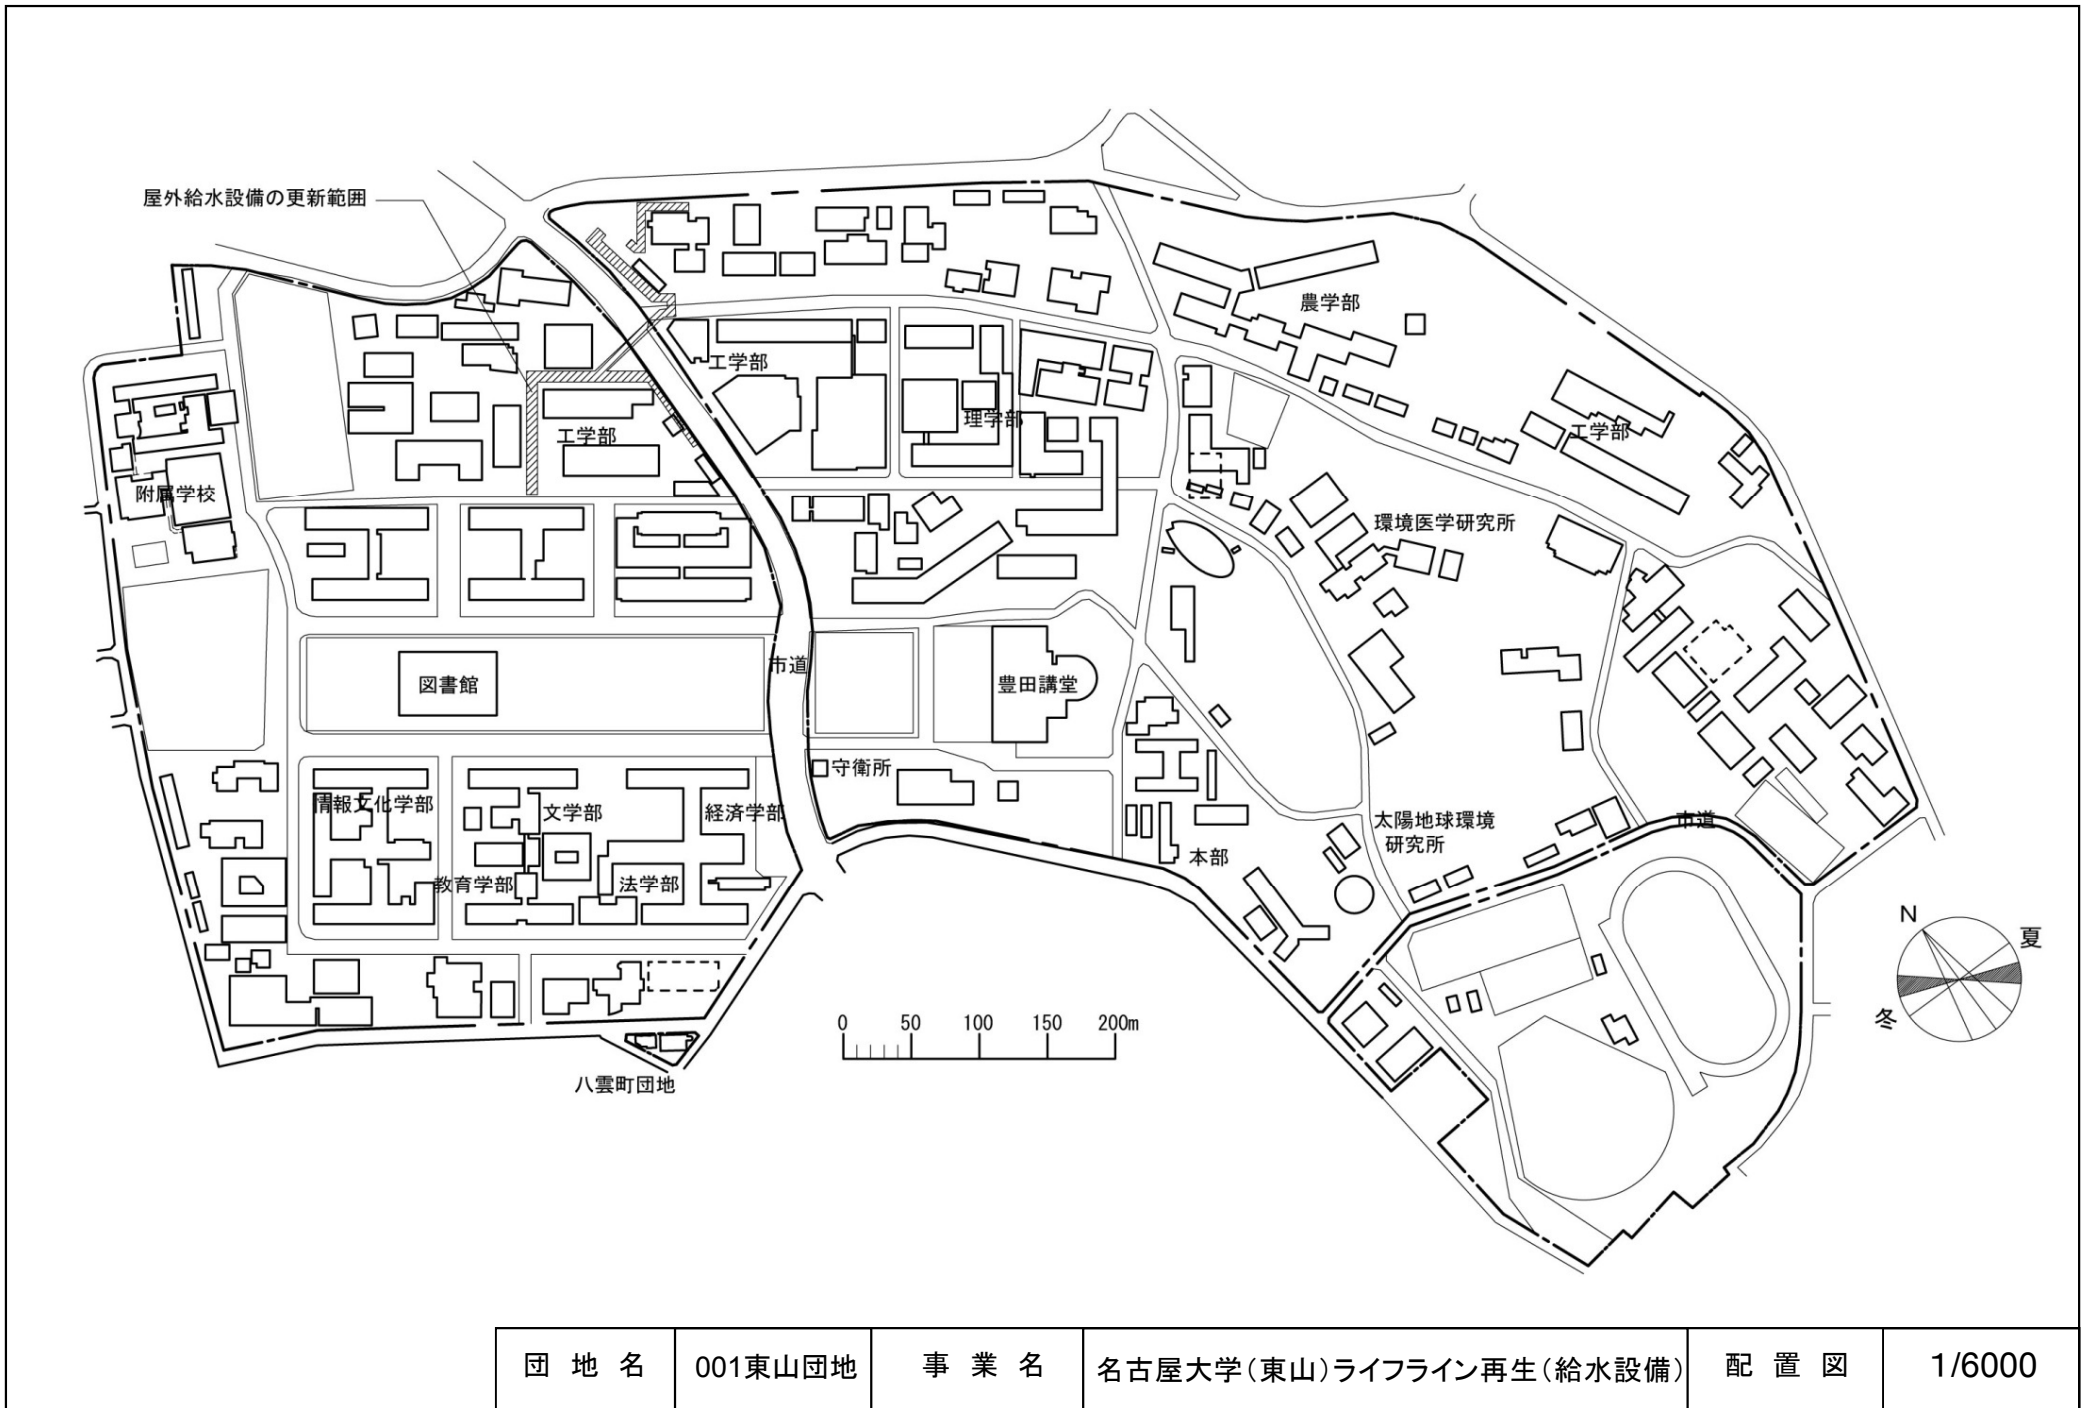 屋外給水設備の更新範囲
農学部
工学部
理学部
工学部
工学部
附属学校
環境医学研究所
図書館
市道
豊田講堂
守衛所
情報文化学部
文学部
経済学部
太陽地球環境
研究所
市道
本部
教育学部
法学部
N
夏
冬
0 50 100 150 200m
八雲町団地
団地名 001東山団地 事業名 名古屋大学(東山)ライフライン再生(給水設備) 配置図 1/6000